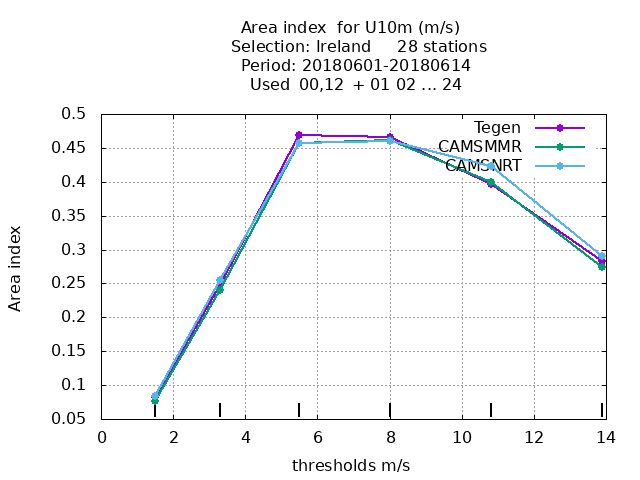 Area index  for U10m (m/s)
Selection: Ireland     28 stations
Period: 20180601-20180614
Used  00,12  + 01 02 ... 24
0.5
0.45
0.4
0.35
0.3
0.25
0.2
0.15
0.1
0.05
Area index
Tegen
CAMSMMR
CAMSNRT
0 2 4 6 8 10 12 14
thresholds m/s